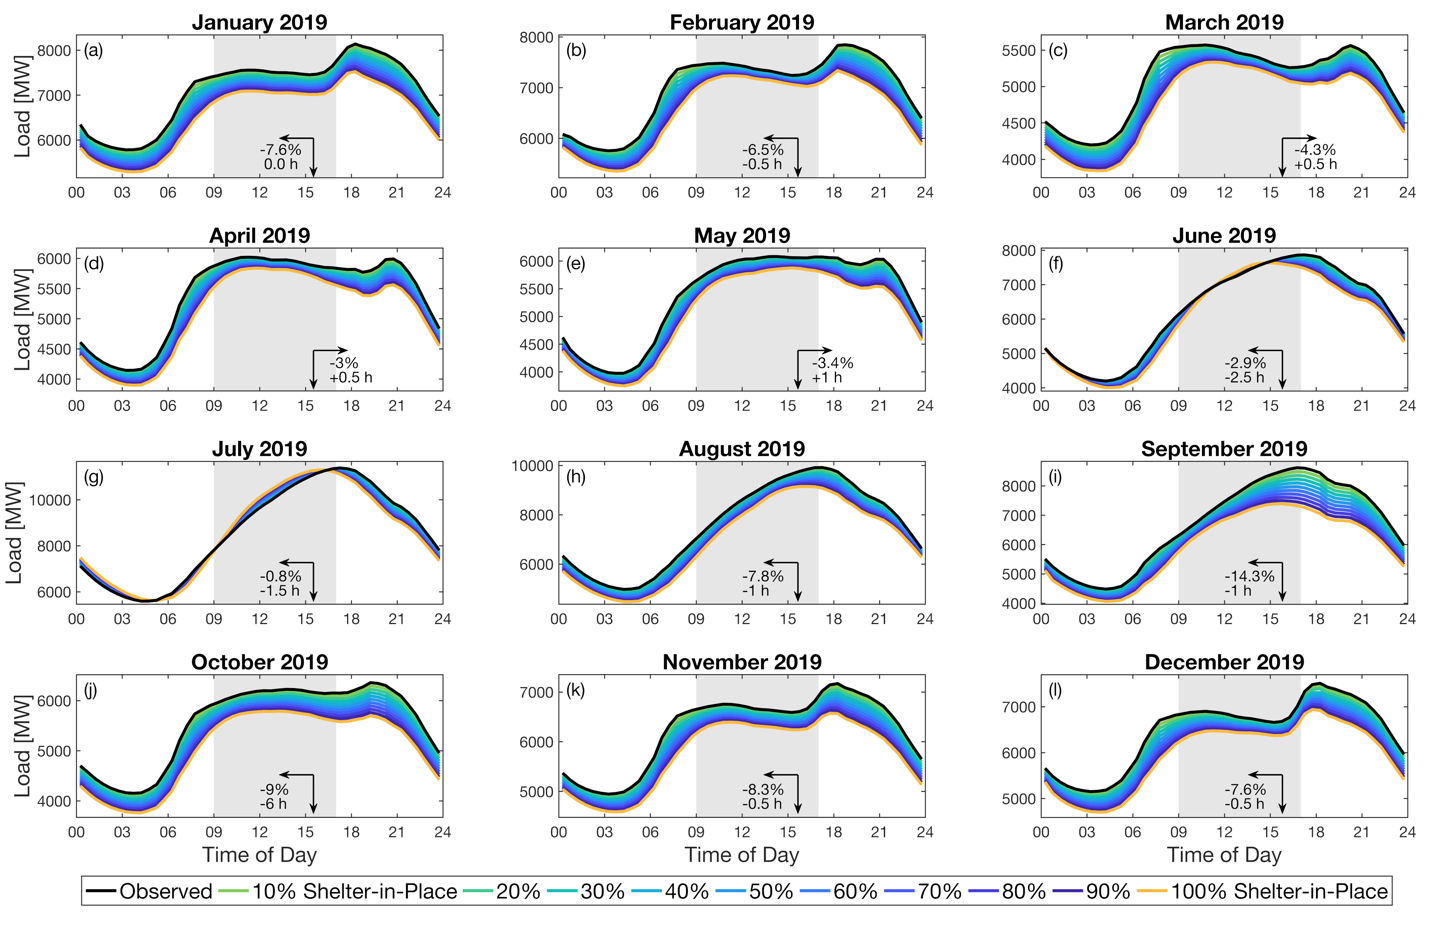 January 2019
(a)
Load [MW]
8000
7000
6000
-7.6%
0.0 h
00 03 06 09 12 15 18 21 24
February 2019
(b)
8000
7000
6000
-6.5%
-0.5 h
00 03 06 09 12 15 18 21 24
March 2019
(c)
5500
5000
4500
4000
-4.3%
+0.5 h
00 03 06 09 12 15 18 21 24
April 2019
(d)
Load [MW]
6000
5500
5000
4500
4000
-3%
+0.5 h
00 03 06 09 12 15 18 21 24
May 2019
(e)
6000
5500
5000
4500
4000
-3.4%
+1 h
00 03 06 09 12 15 18 21 24
June 2019
(f)
8000
7000
6000
5000
4000
-2.9%
-2.5 h
00 03 06 09 12 15 18 21 24
July 2019
(g)
Load [MW]
10000
8000
6000
-0.8%
-1.5 h
00 03 06 09 12 15 18 21 24
August 2019
(h)
10000
8000
6000
-7.8%
-1 h
00 03 06 09 12 15 18 21 24
September 2019
(i)
8000
7000
6000
5000
4000
-14.3%
-1 h
00 03 06 09 12 15 18 21 24
October 2019
(j)
Load [MW]
6000
5000
4000
-9%
-6 h
00 03 06 09 12 15 18 21 24
Time of Day
November 2019
(k)
7000
6000
5000
-8.3%
-0.5 h
00 03 06 09 12 15 18 21 24
Time of Day
December 2019
(l)
7000
6000
5000
-7.6%
-0.5 h
00 03 06 09 12 15 18 21 24
Time of Day
Observed 10% Shelter-in-Place 20% 30% 40% 50% 60% 70% 80% 90% 100% Shelter-in-Place